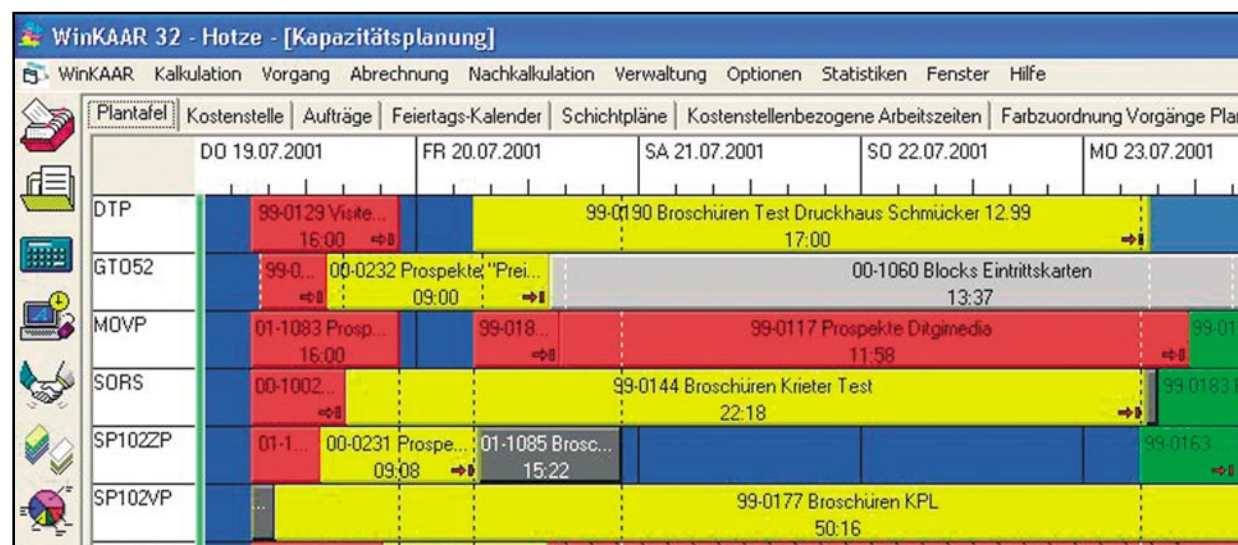 WinKAAR 32 - Hotze - [Kapazitätsplanung]
WinKAAR Kalkulation Vorgang Abrechnung Nachkalkulation Verwaltung Optionen Statistiken Fenster Hilfe
Plantafel Kostenstelle Aufträge Feiertags-Kalender Schichtpläne Kostenstellenbezogene Arbeitszeiten Farbzuordnung Vorgänge Pla
DO 19.07.2001 FR 20.07.2001 SA 21.07.2001 SO 22.07.2001 MO 23.07.2001
DTP 99-0129 Visite... 99-0190 Broschüren Test Druckhaus Schmücker 12.99
16:00 17:00
GTO52 99-0... 00-0232 Prospekte "Prei... 00-1060 Blocks Eintrittskarten
09:00 13:37
MOVP 01-1083 Prosp... 99-018... 99-0117 Prospekte Ditgimedia 99-01
16:00 11:58
SORS 00-1002... 99-0144 Broschüren Krieter Test 99-0183
22:18
SP102ZP 01-1... 00-0231 Prospe... 01-1085 Brosc... 99-0163
09:08 15:22
SP102VP ... 99-0177 Broschüren KPL
50:16